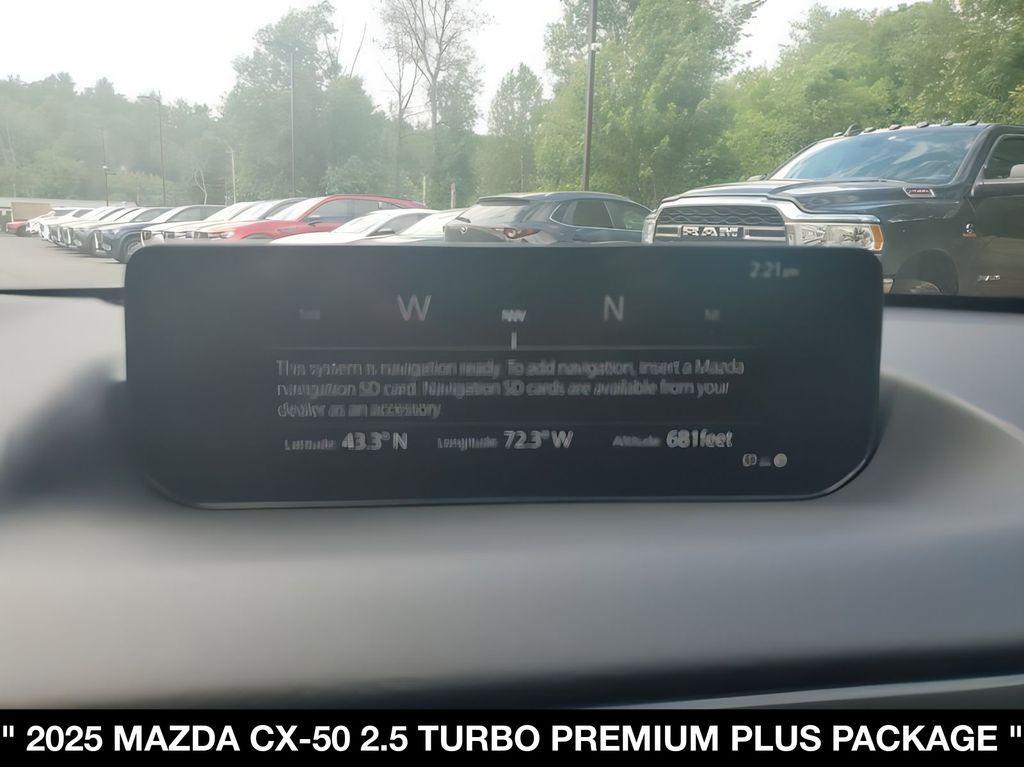 RAM
2:21 pm
W NW N
This system is navigation ready. To add navigation, insert a Mazda
navigation SD card. Navigation SD cards are available from your
dealer as an accessory
Latitude 43.3° N Longitude 72.3° W Altitude 681feet
" 2025 MAZDA CX-50 2.5 TURBO PREMIUM PLUS PACKAGE "